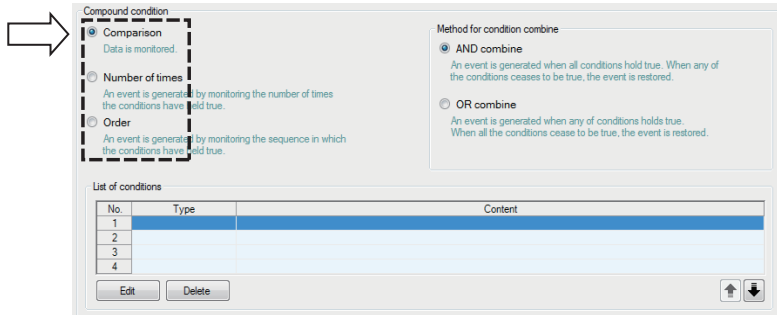 Compound condition
Comparison
Data is monitored.
Number of times
An event is generated by monitoring the number of times
the conditions have held true.
Order
An event is generated by monitoring the sequence in which
the conditions have held true.
Method for condition combine
AND combine
An event is generated when all conditions hold true. When any of
the conditions ceases to be true, the event is restored.
OR combine
An event is generated when any of conditions holds true.
When all the conditions cease to be true, the event is restored.
List of conditions
No. Type Content
1
2
3
4
Edit Delete